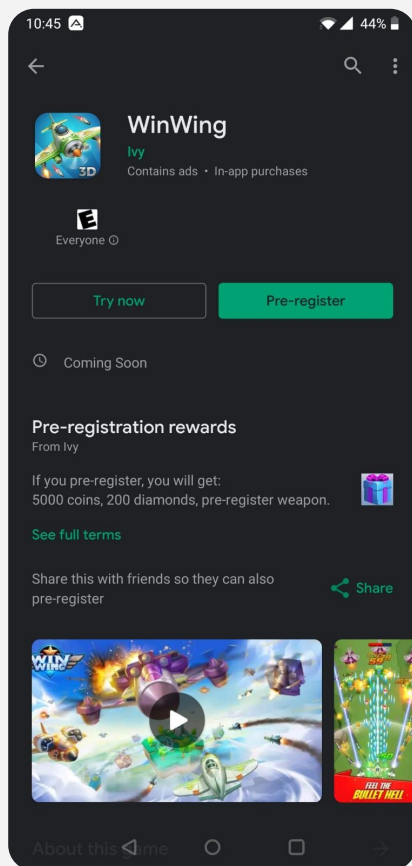 10:45
44%
WinWing
Ivy
Contains ads • In-app purchases
3D
E
Everyone
Try now
Pre-register
Coming Soon
Pre-registration rewards
From Ivy
If you pre-register, you will get:
5000 coins, 200 diamonds, pre-register weapon.
See full terms
Share this with friends so they can also
pre-register
Share
WIN
WING
FEEL THE
BULLET HELL
About this game